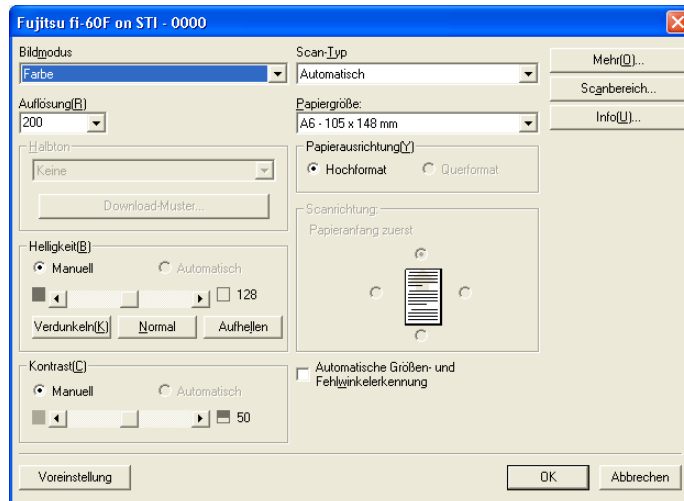 Fujitsu fi-60F on STI - 0000
Bildmodus
Farbe
Auflösung(R)
200
Halbton
Keine
Download-Muster...
Helligkeit(B)
Manuell
Automatisch
128
Verdunkeln(K)
Normal
Aufhellen
Kontrast(C)
Manuell
Automatisch
50
Scan-Typ
Automatisch
Papiergröße:
A6 - 105 x 148 mm
Papierausrichtung(Y)
Hochformat
Querformat
Scanrichtung:
Papieranfang zuerst
Automatische Größen- und
Fehlwinkelerkennung
Mehr(O)...
Scanbereich...
Info(U)...
Voreinstellung
OK
Abbrechen